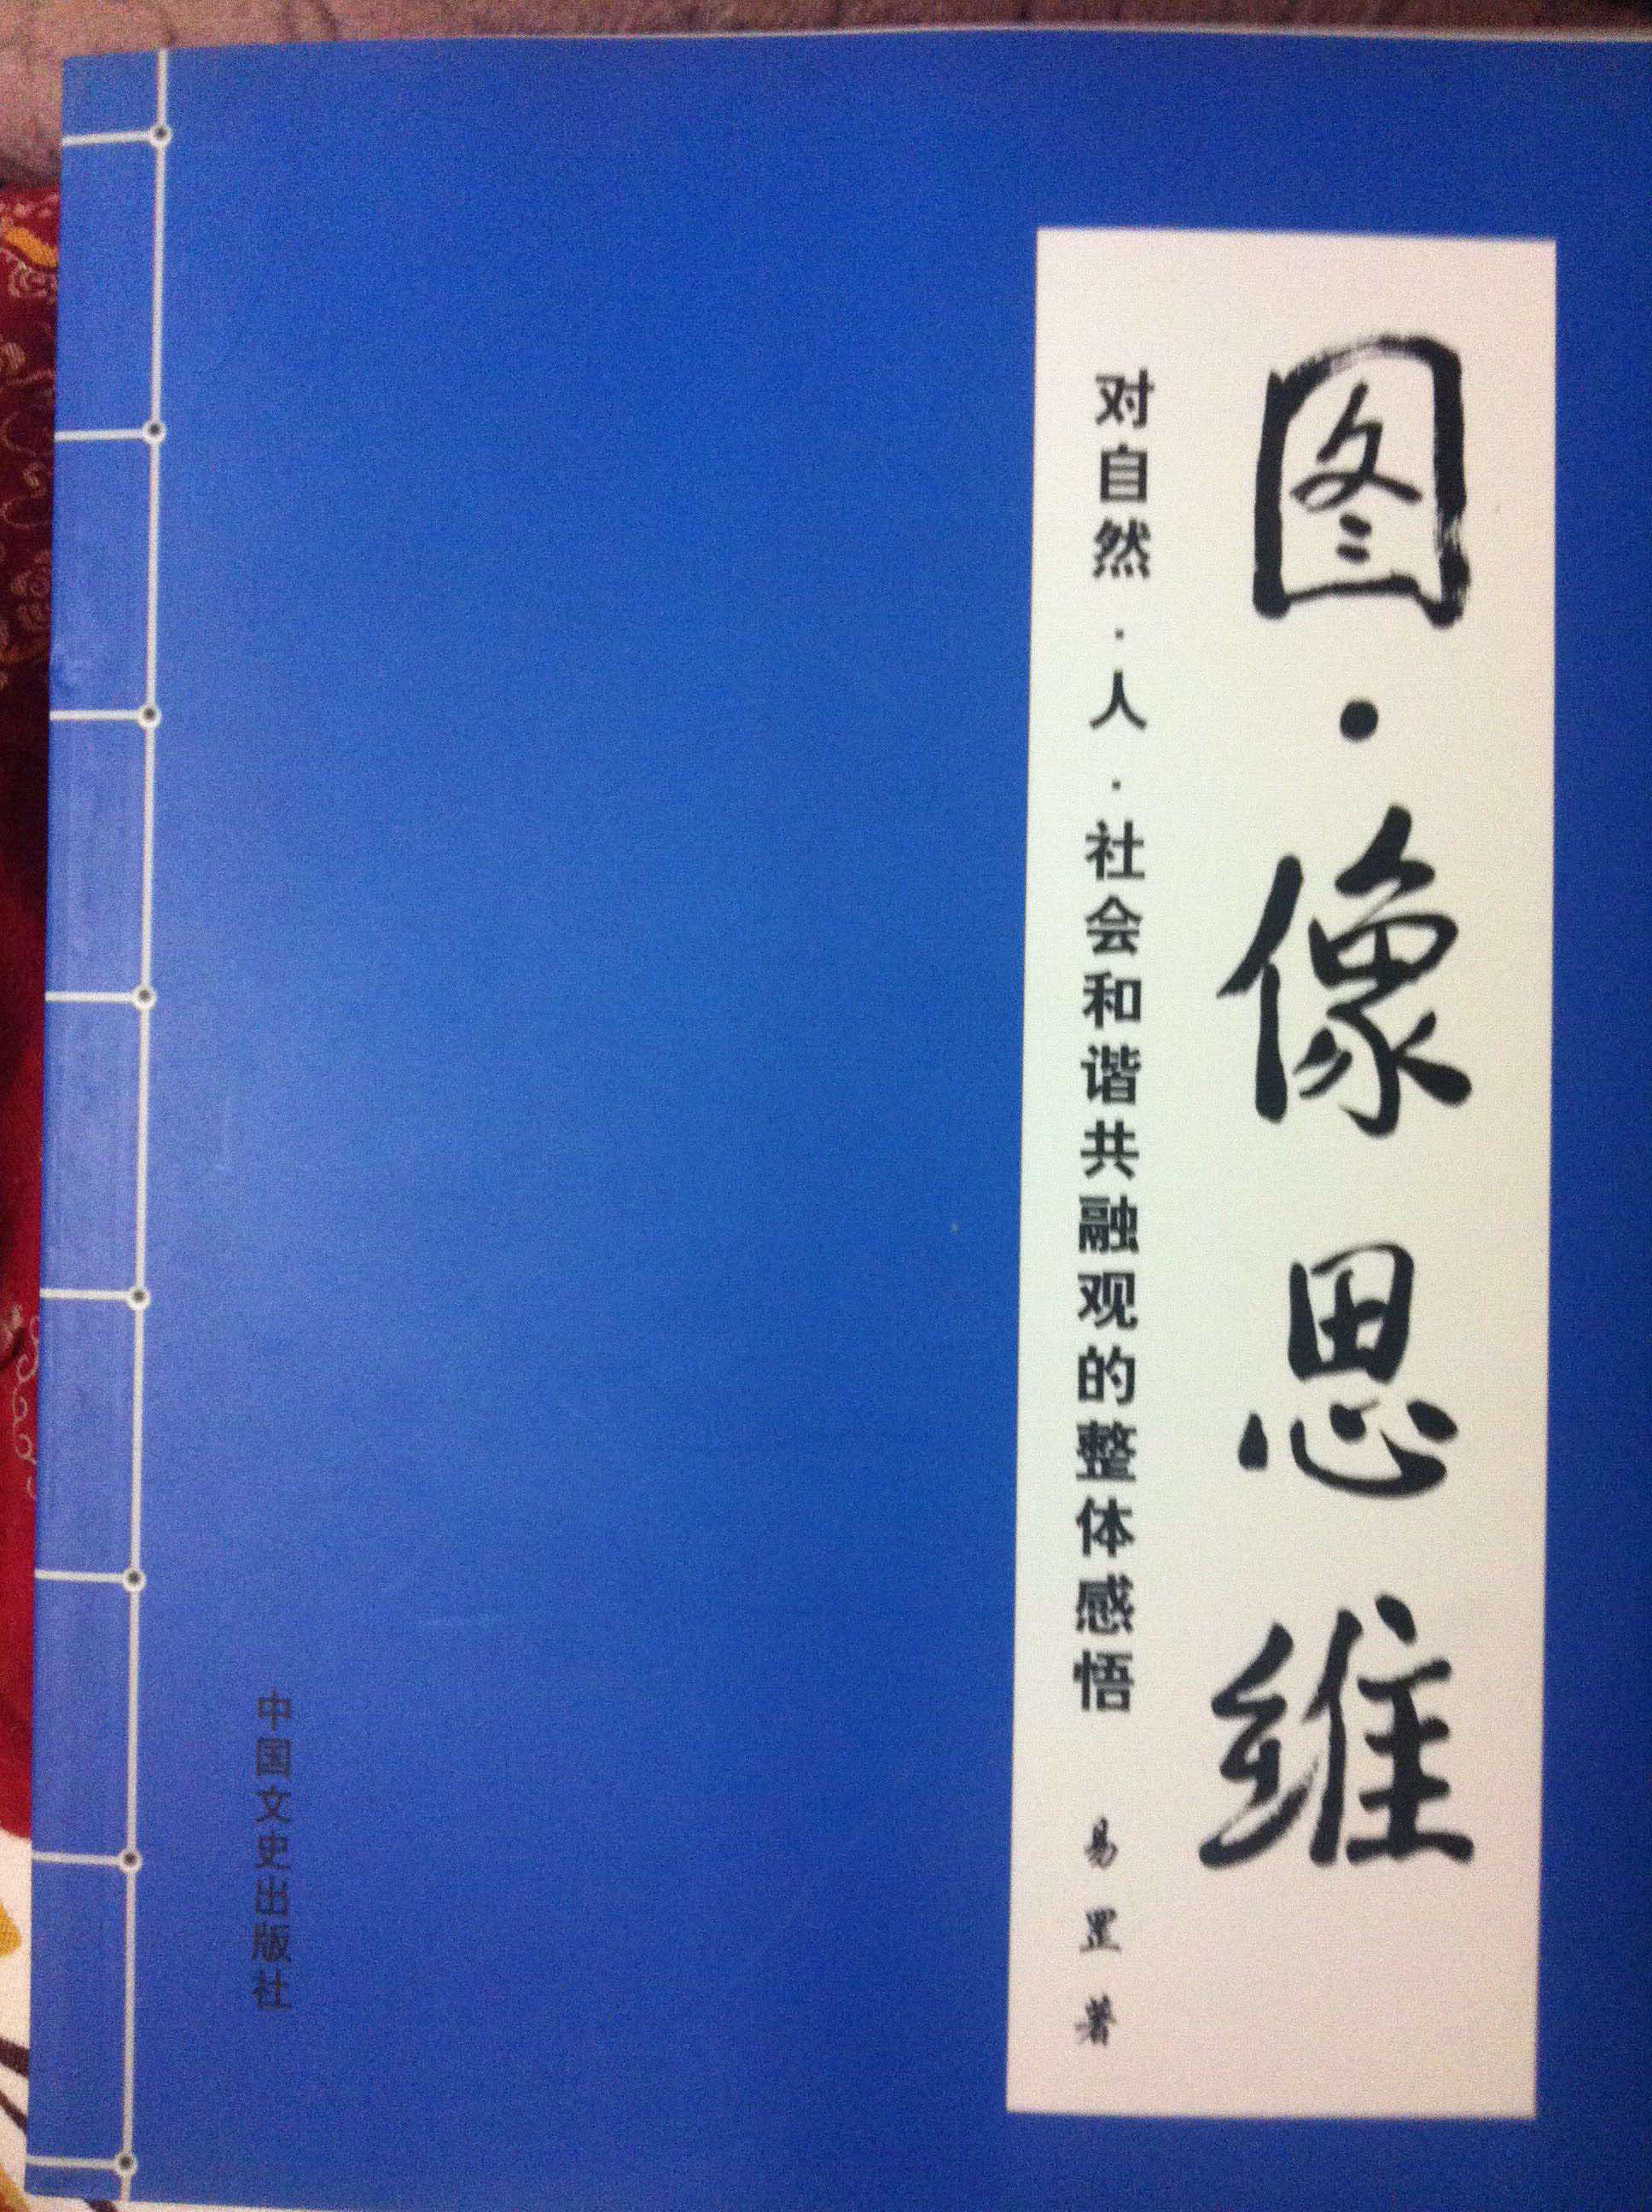 图·像思维
对自然·人·社会和谐共融观的整体感悟
易罡著
中国文史出版社